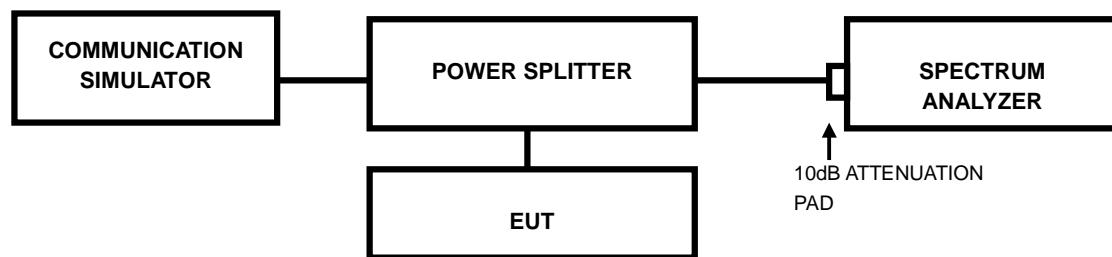 COMMUNICATION
SIMULATOR
POWER SPLITTER
SPECTRUM
ANALYZER
10dB ATTENUATION
PAD
EUT